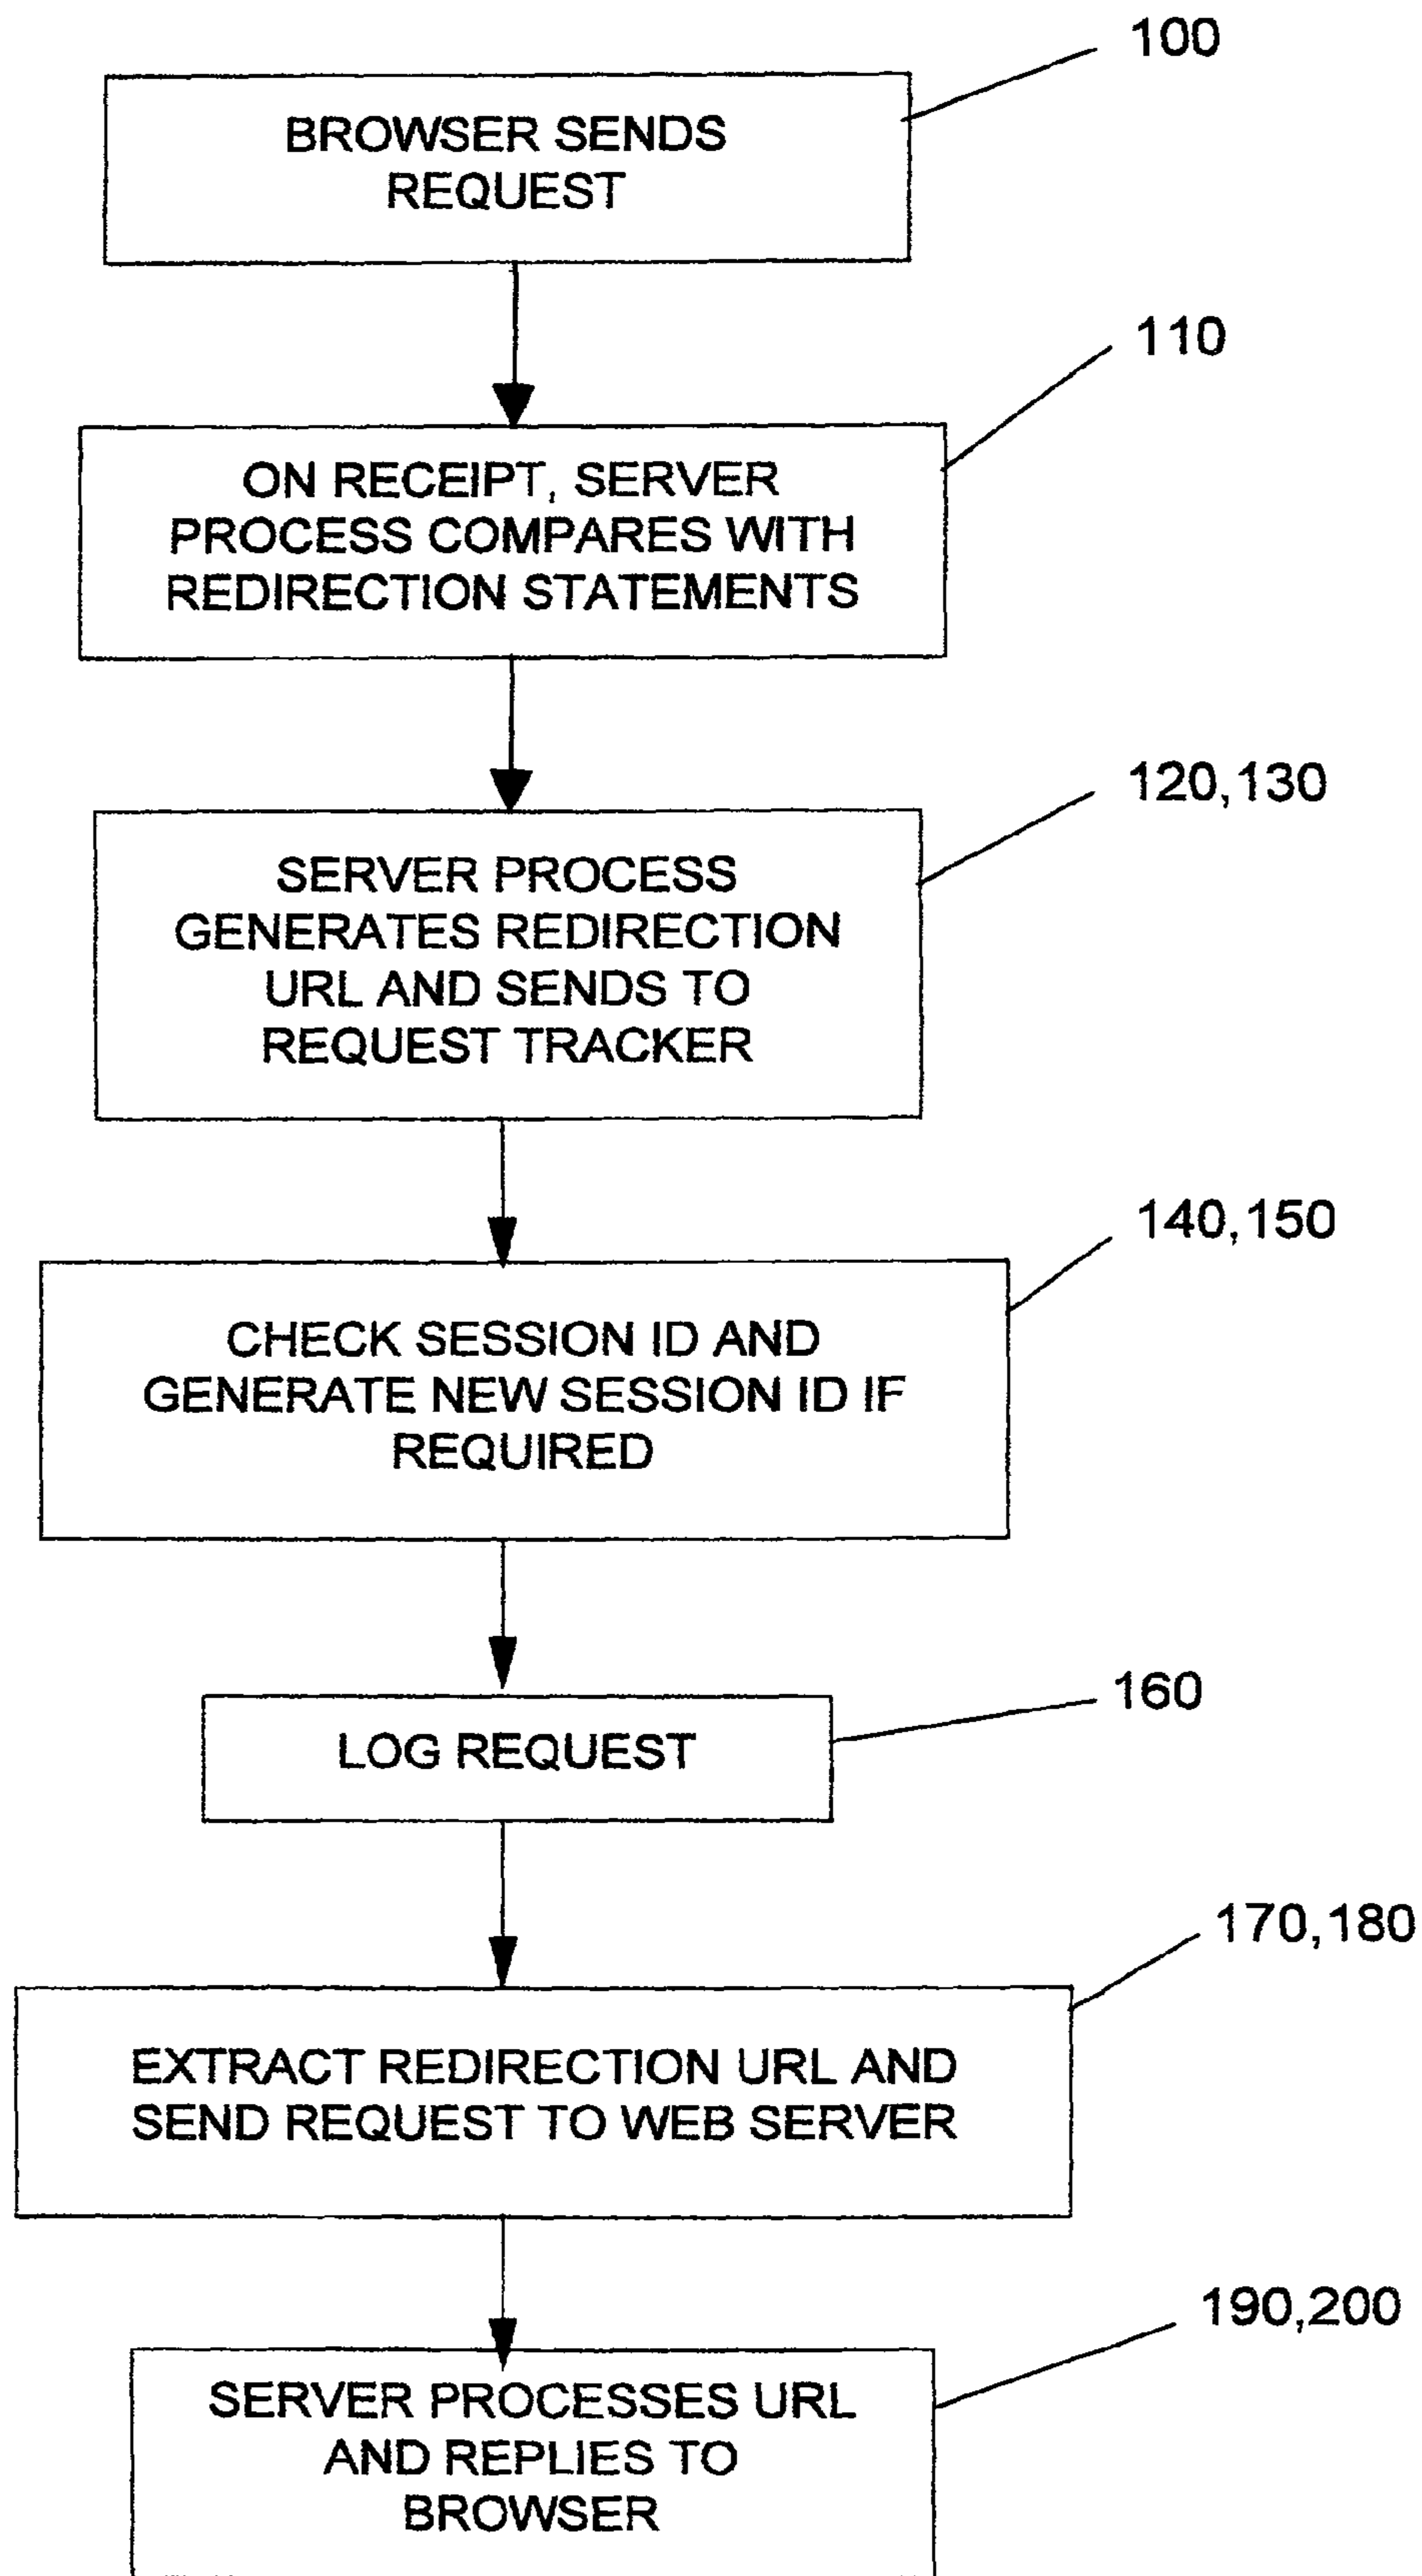 100
BROWSER SENDS
REQUEST
110
ON RECEIPT, SERVER
PROCESS COMPARES WITH
REDIRECTION STATEMENTS
120,130
SERVER PROCESS
GENERATES REDIRECTION
URL AND SENDS TO
REQUEST TRACKER
140,150
CHECK SESSION ID AND
GENERATE NEW SESSION ID IF
REQUIRED
160
LOG REQUEST
170,180
EXTRACT REDIRECTION URL AND
SEND REQUEST TO WEB SERVER
190,200
SERVER PROCESSES URL
AND REPLIES TO
BROWSER